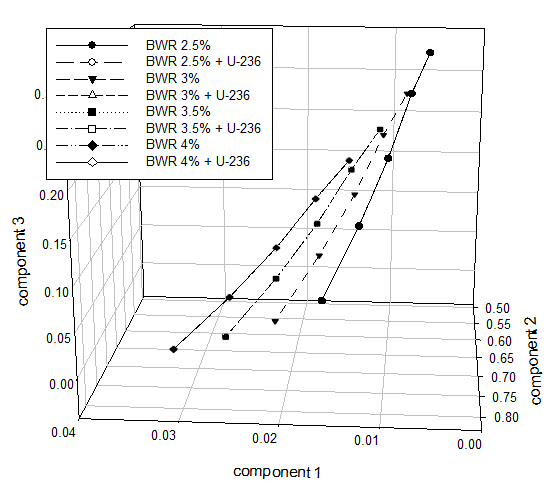 BWR 2.5%
BWR 2.5% + U-236
BWR 3%
BWR 3% + U-236
BWR 3.5%
BWR 3.5% + U-236
BWR 4%
BWR 4% + U-236
0.
0.
0.20
0.15
0.10
0.05
0.00
component 3
0.50
0.55
0.60
0.65
0.70
0.75
0.80
component 2
0.04
0.03
0.02
0.01
0.00
component 1